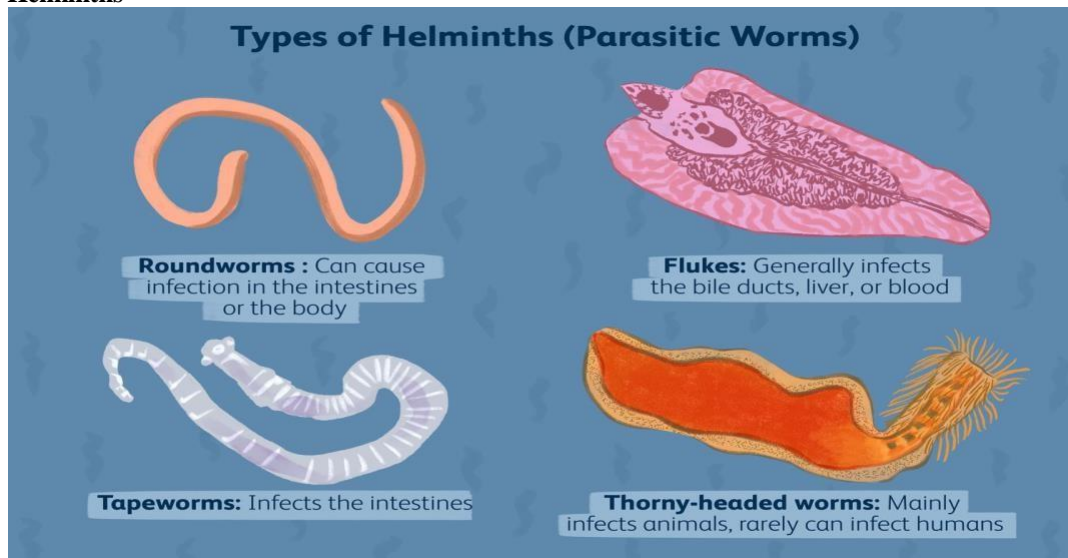 Helminths
Types of Helminths (Parasitic Worms)
Roundworms : Can cause
infection in the intestines
or the body
Flukes: Generally infects
the bile ducts, liver, or blood
Tapeworms: Infects the intestines
Thorny-headed worms: Mainly
infects animals, rarely can infect humans